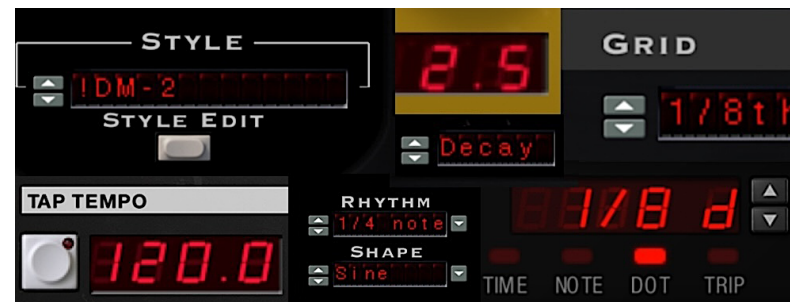 STYLE
!DM-2
STYLE EDIT
2.5
Decay
GRID
1/8th
TAP TEMPO
120.0
RHYTHM
1/4 note
SHAPE
Sine
1/8 d
TIME NOTE DOT TRIP